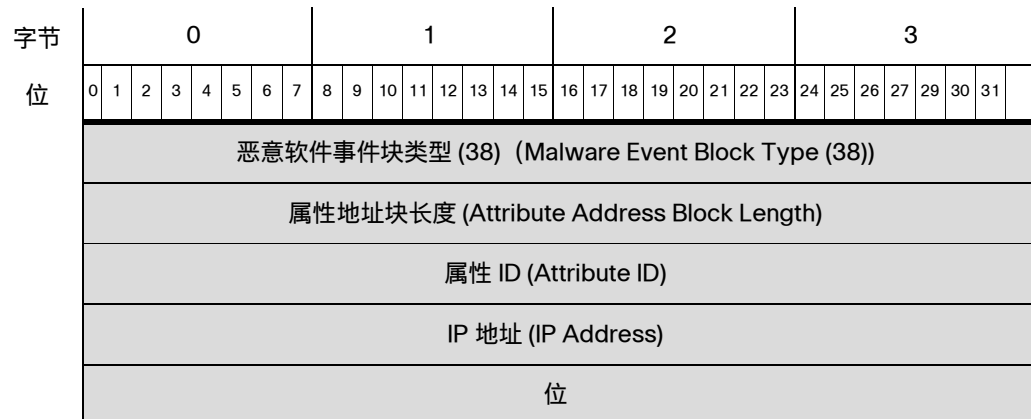 字节 0 1 2 3
位 0 1 2 3 4 5 6 7 8 9 10 11 12 13 14 15 16 17 18 19 20 21 22 23 24 25 26 27 29 30 31
恶意软件事件块类型 (38)（Malware Event Block Type (38))
属性地址块长度 (Attribute Address Block Length)
属性 ID (Attribute ID)
IP 地址 (IP Address)
位